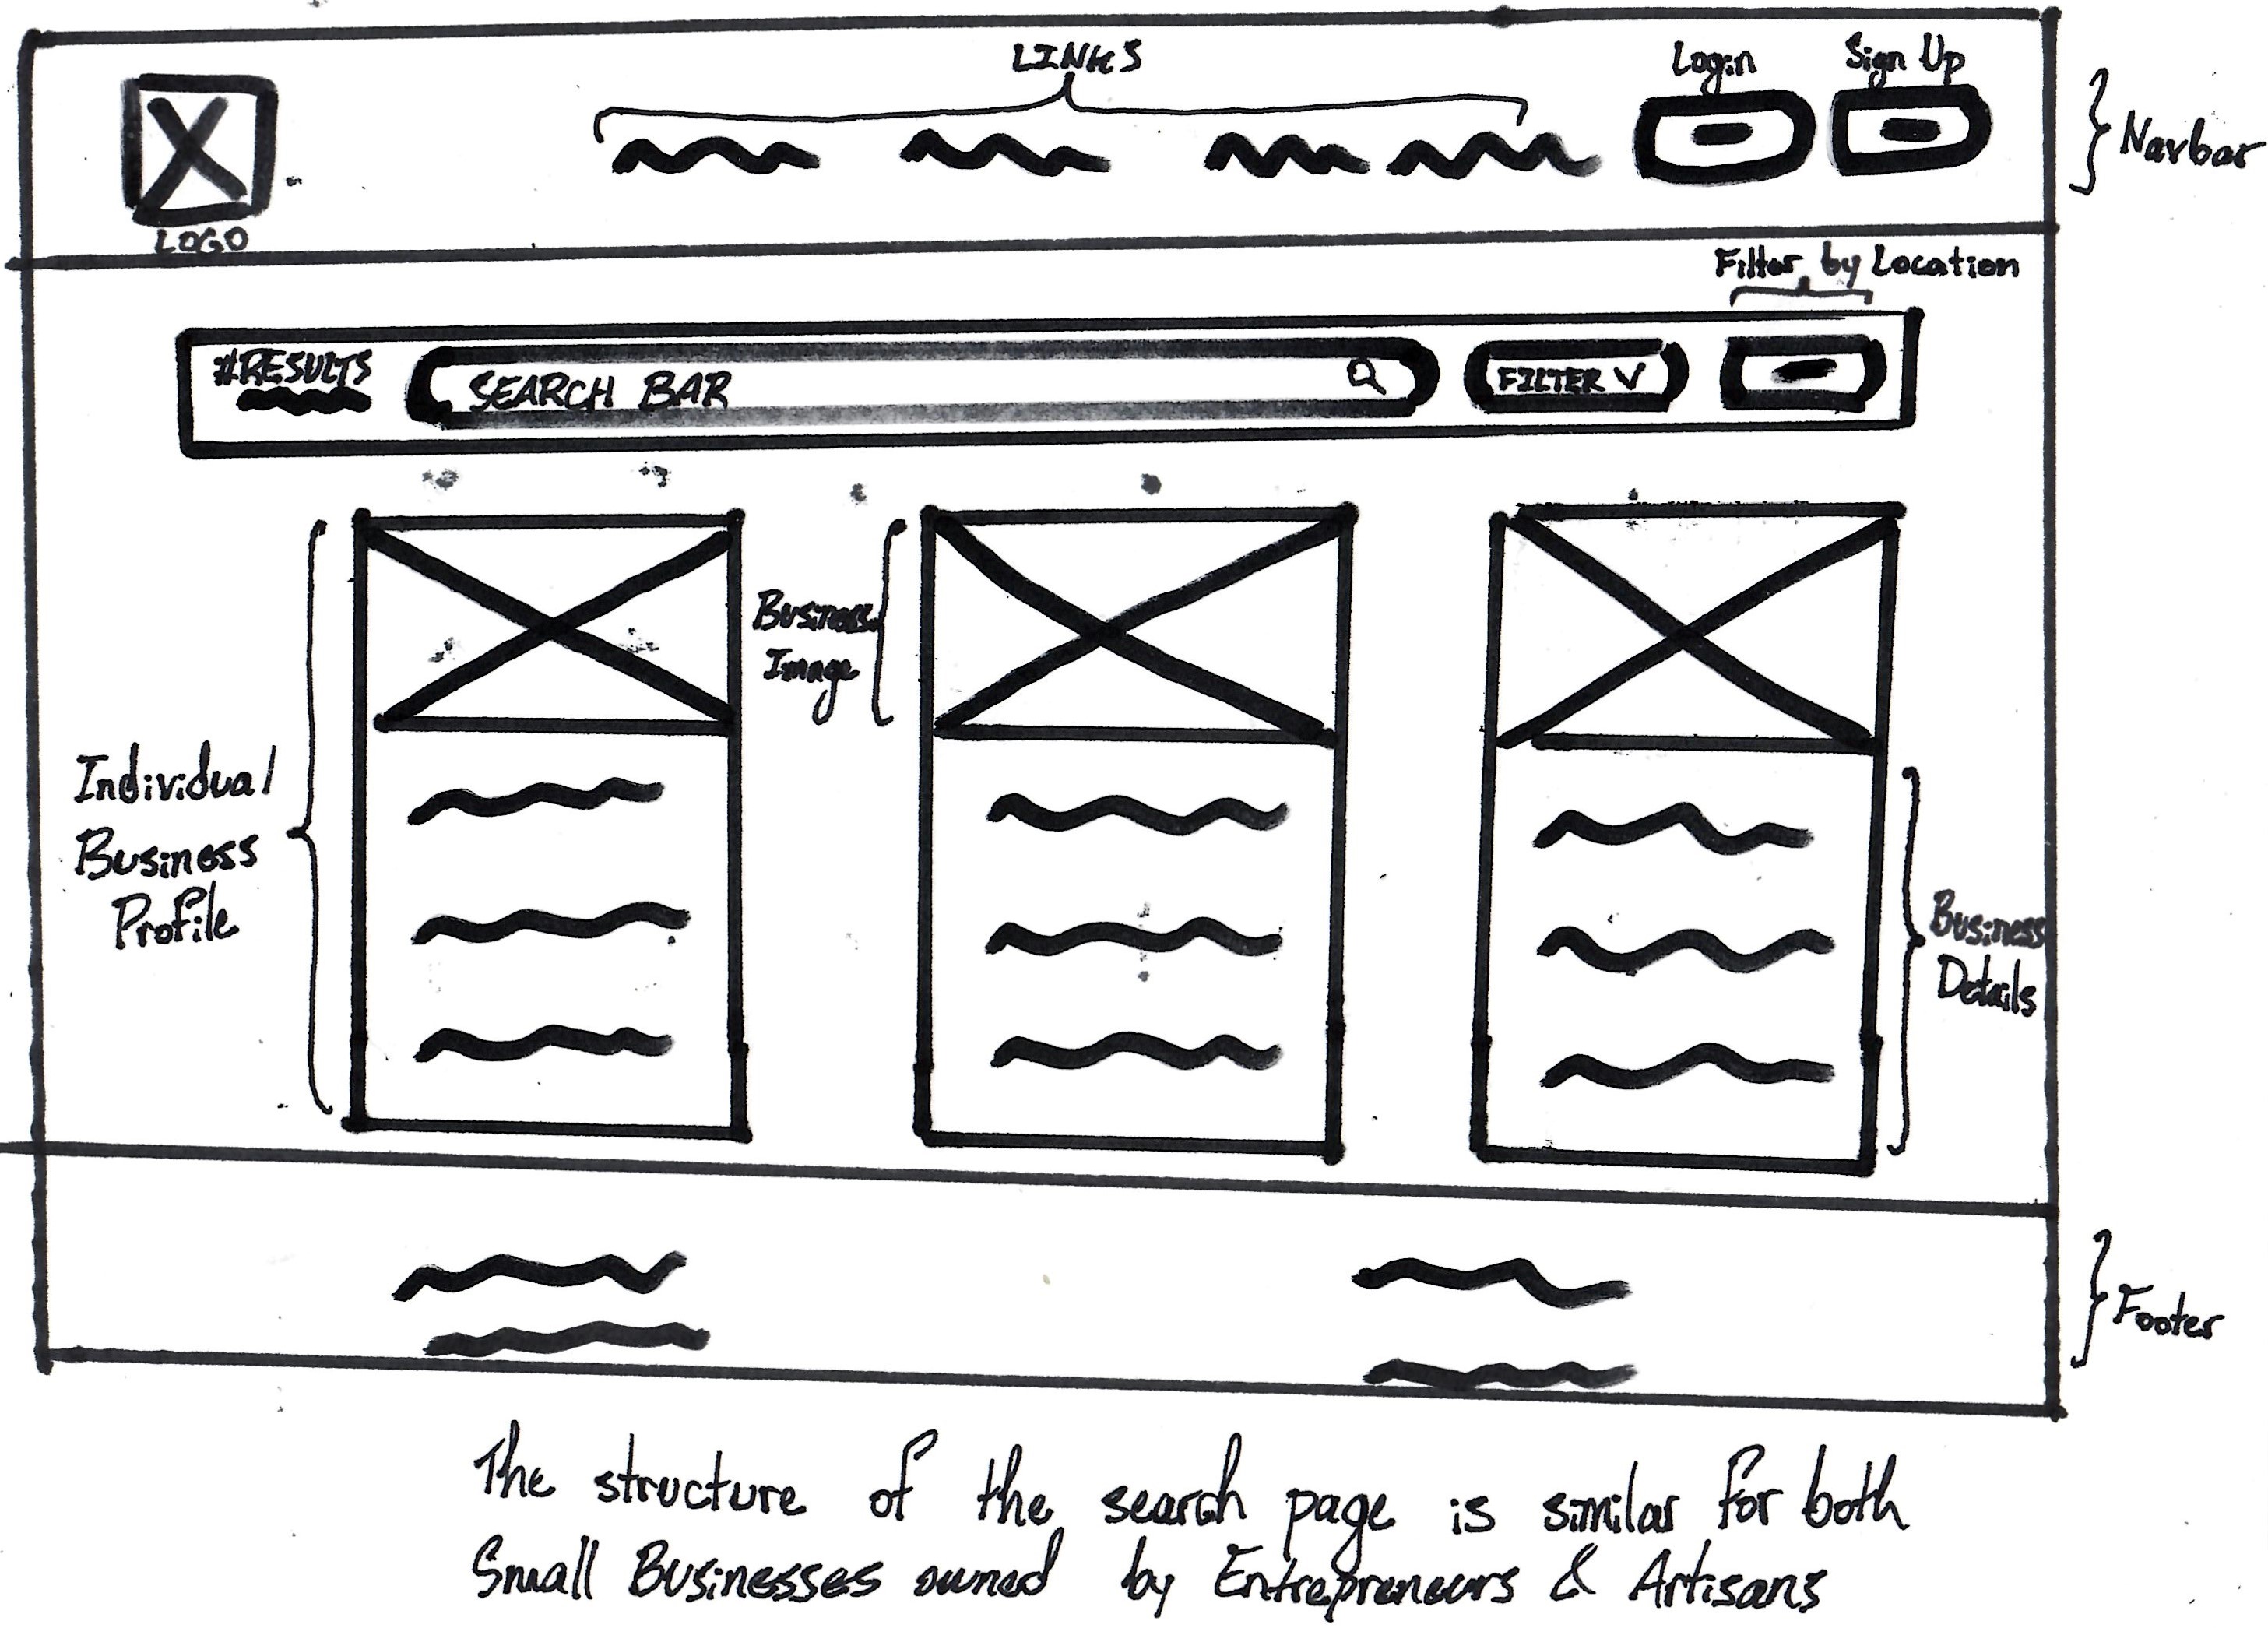 LINKS
Login
Sign Up
Navbar
LOGO
Filter by Location
#RESULTS
SEARCH BAR
FILTER V
Business
Image
Individual
Business
Profile
Business
Details
Footer
The structure of the search page is similar for both
Small Businesses owned by Entrepreneurs & Artisans